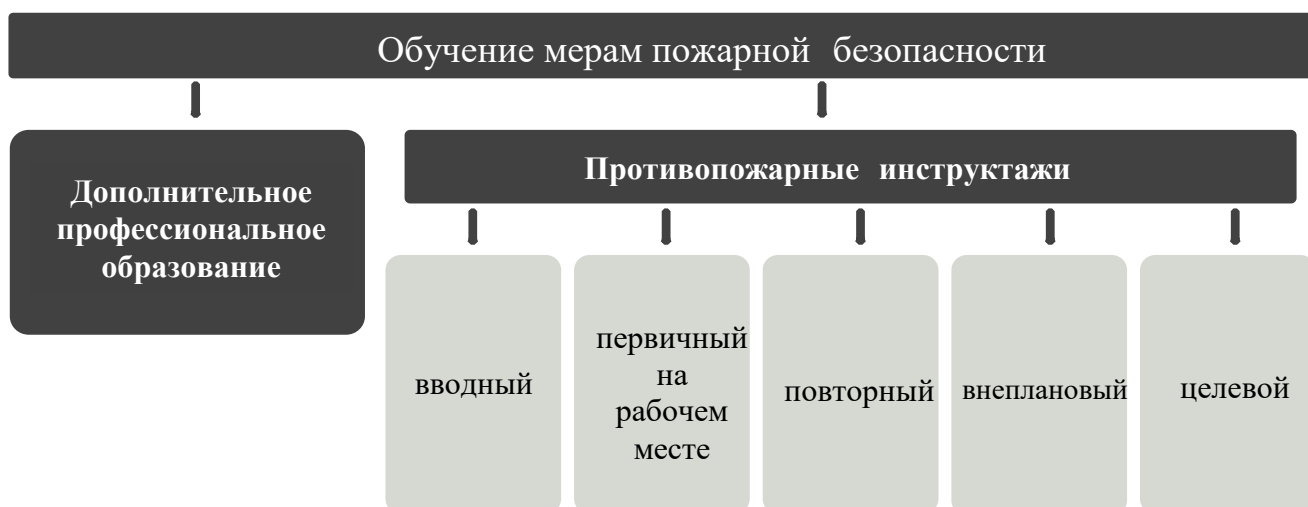 Обучение мерам пожарной безопасности
Дополнительное
профессиональное
образование
Противопожарные инструктажи
вводный
первичный
на
рабочем
месте
повторный
внеплановый
целевой